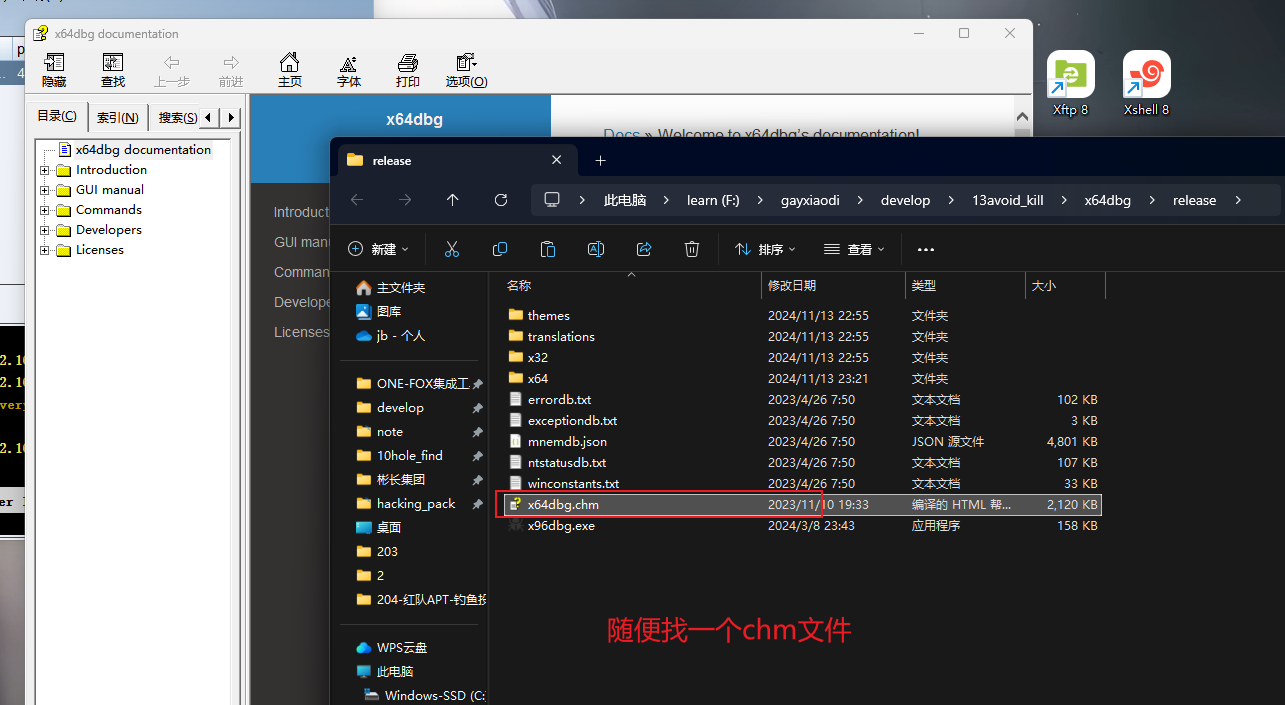 x64dbg documentation
隐藏 查找 上一步 前进 主页 字体 打印 选项(O)
目录(C) 索引(N) 搜索(S)
x64dbg documentation
Introduction
GUI manual
Commands
Developers
Licenses
x64dbg
Docs » Welcome to x64dbg's documentation!
Introduct
GUI manu
Comman
Develope
Licenses
Xftp 8
Xshell 8
release
此电脑 learn (F:) gayxiaodi develop 13avoid_kill x64dbg release
新建 排序 查看
主文件夹
图库
jb - 个人
ONE-FOX集成工
develop
note
10hole_find
彬长集团
hacking_pack
桌面
203
2
204-红队APT-钓鱼投
WPS云盘
此电脑
Windows-SSD (C:
名称 修改日期 类型 大小
themes 2024/11/13 22:55 文件夹
translations 2024/11/13 22:55 文件夹
x32 2024/11/13 22:55 文件夹
x64 2024/11/13 23:21 文件夹
errordb.txt 2023/4/26 7:50 文本文档 102 KB
exceptiondb.txt 2023/4/26 7:50 文本文档 3 KB
mnemdb.json 2023/4/26 7:50 JSON 源文件 4,801 KB
ntstatusdb.txt 2023/4/26 7:50 文本文档 107 KB
winconstants.txt 2023/4/26 7:50 文本文档 33 KB
x64dbg.chm 2023/11/10 19:33 编译的 HTML 帮... 2,120 KB
x96dbg.exe 2024/3/8 23:43 应用程序 158 KB
随便找一个chm文件